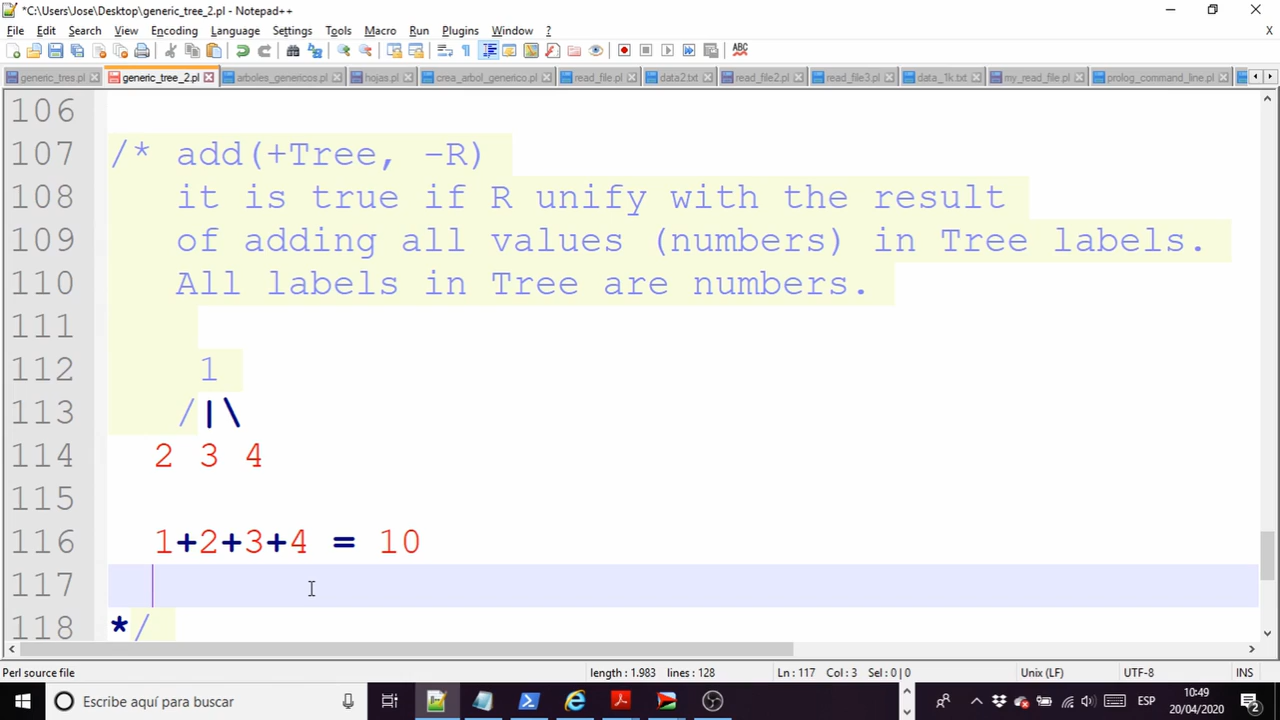 *C:\Users\Jose\Desktop\generic_tree_2.pl - Notepad++
File Edit Search View Encoding Language Settings Tools Macro Run Plugins Window ? X
generic_tres.pl generic_tree_2.pl arboles_genericos.pl hojas.pl crea_arbol_generico.pl read_file.pl data2.txt read_file2.pl read_file3.pl data_1k.txt my_read_file.pl prolog_command_line.pl
106
107 /* add(+Tree, -R)
108 it is true if R unify with the result
109 of adding all values (numbers) in Tree labels.
110 All labels in Tree are numbers.
111
112 1
113 /|\
114 2 3 4
115
116 1+2+3+4 = 10
117
118 */
Perl source file length : 1.983 lines : 128 Ln : 117 Col : 3 Sel : 0 | 0 Unix (LF) UTF-8 INS
Escribe aquí para buscar ESP 10:49
20/04/2020 2